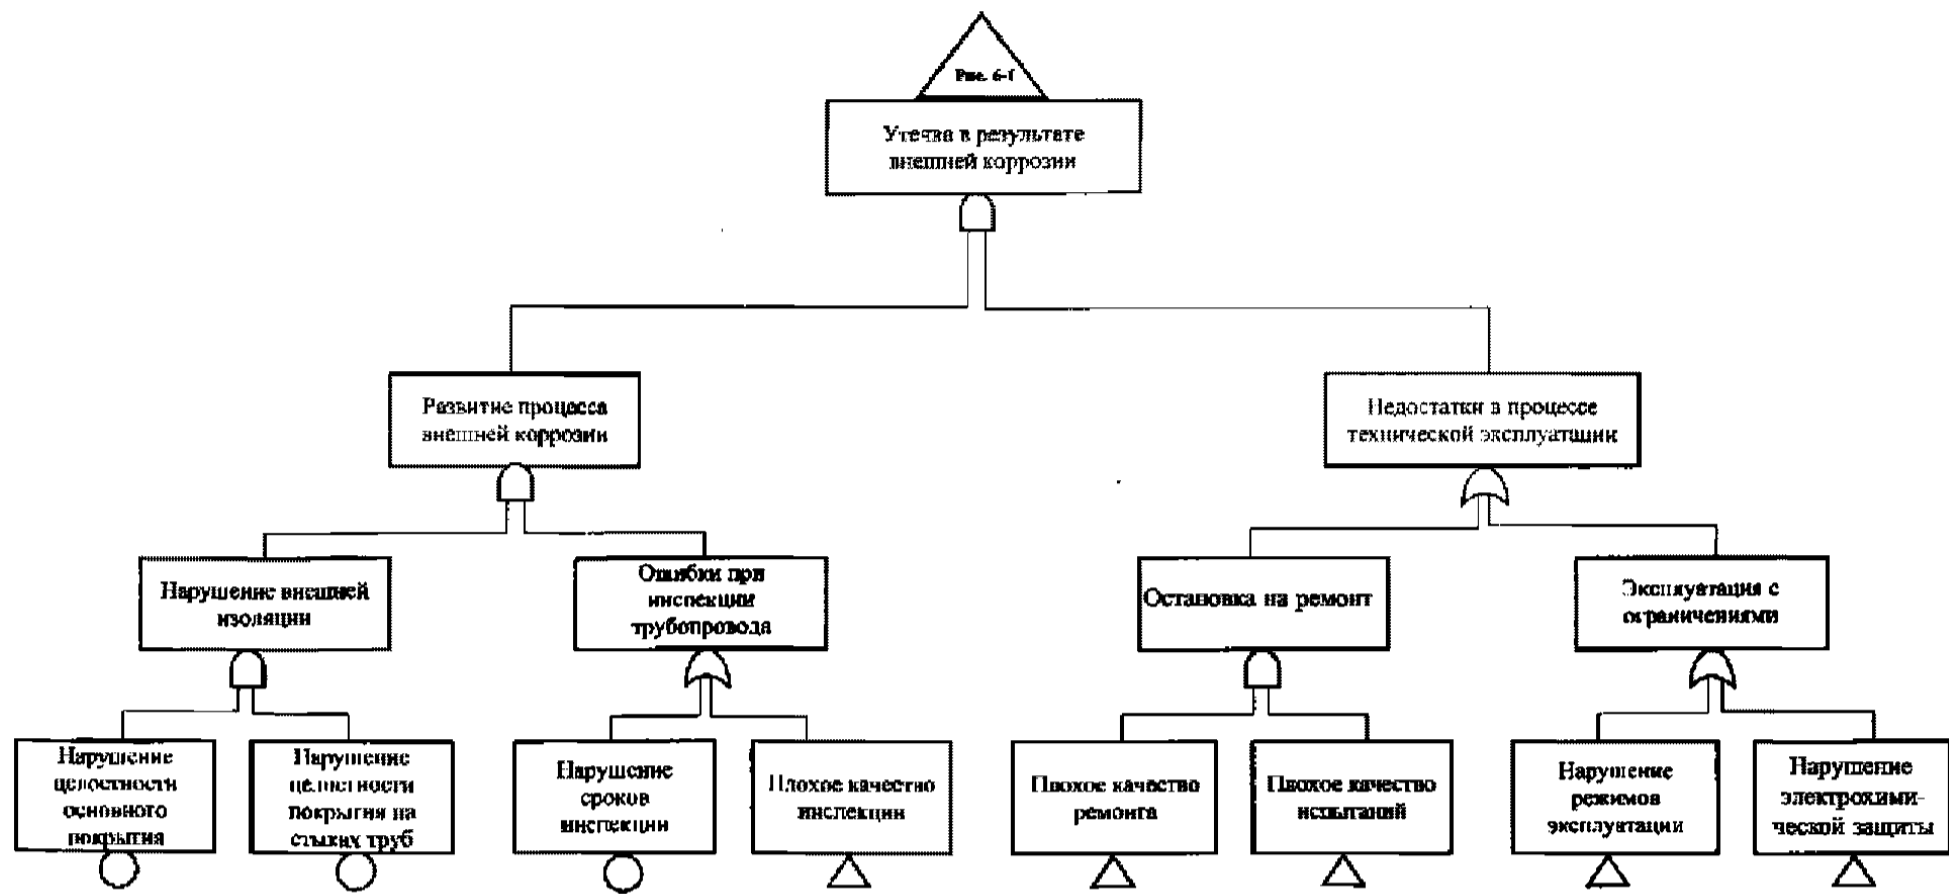 Рис. 6-1
Утечка в результате
внешней коррозии
Развитие процесса
внешней коррозии
Недостатки в процессе
технической эксплуатации
Нарушение внешней
изоляции
Ошибки при
инспекции
трубопровода
Остановка на ремонт
Эксплуатация с
ограничениями
Нарушение
целостности
основного
покрытия
Нарушение
целостности
покрытия на
стыках труб
Нарушение
сроков
инспекции
Плохое качество
инспекции
Плохое качество
ремонта
Плохое качество
испытаний
Нарушение
режимов
эксплуатации
Нарушение
электрохими-
ческой защиты